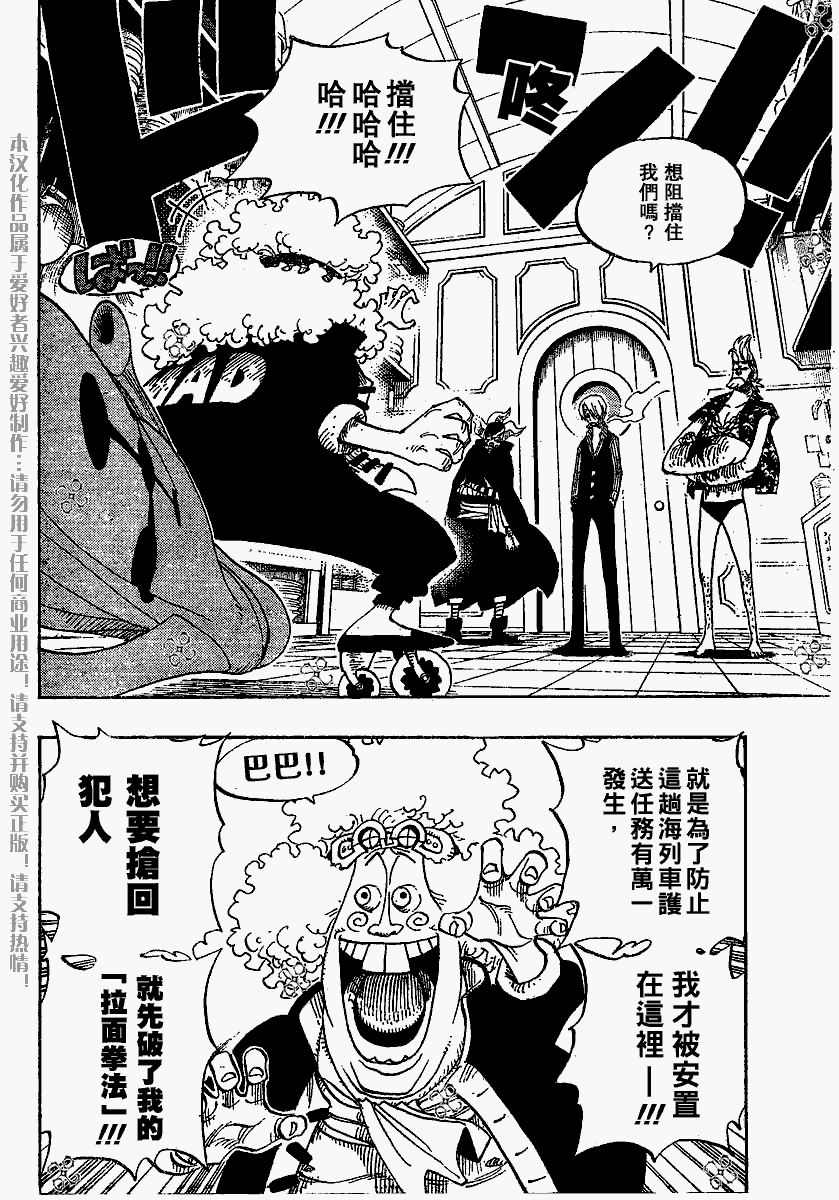 咚
想阻擋住
我們嗎？
擋住!!!
哈哈哈
哈!!!
ド
ばっ!!
MAD
就是為了防止
這趟海列車護
送任務有萬一
發生，
我才被安置
在這裡—!!!
巴巴!!
想要搶回
犯人
就先破了我的
「拉面拳法」!!!
本汉化作品属于爱好者兴趣爱好制作…请勿用于任何商业用途！请支持并购买正版！请支持热情！